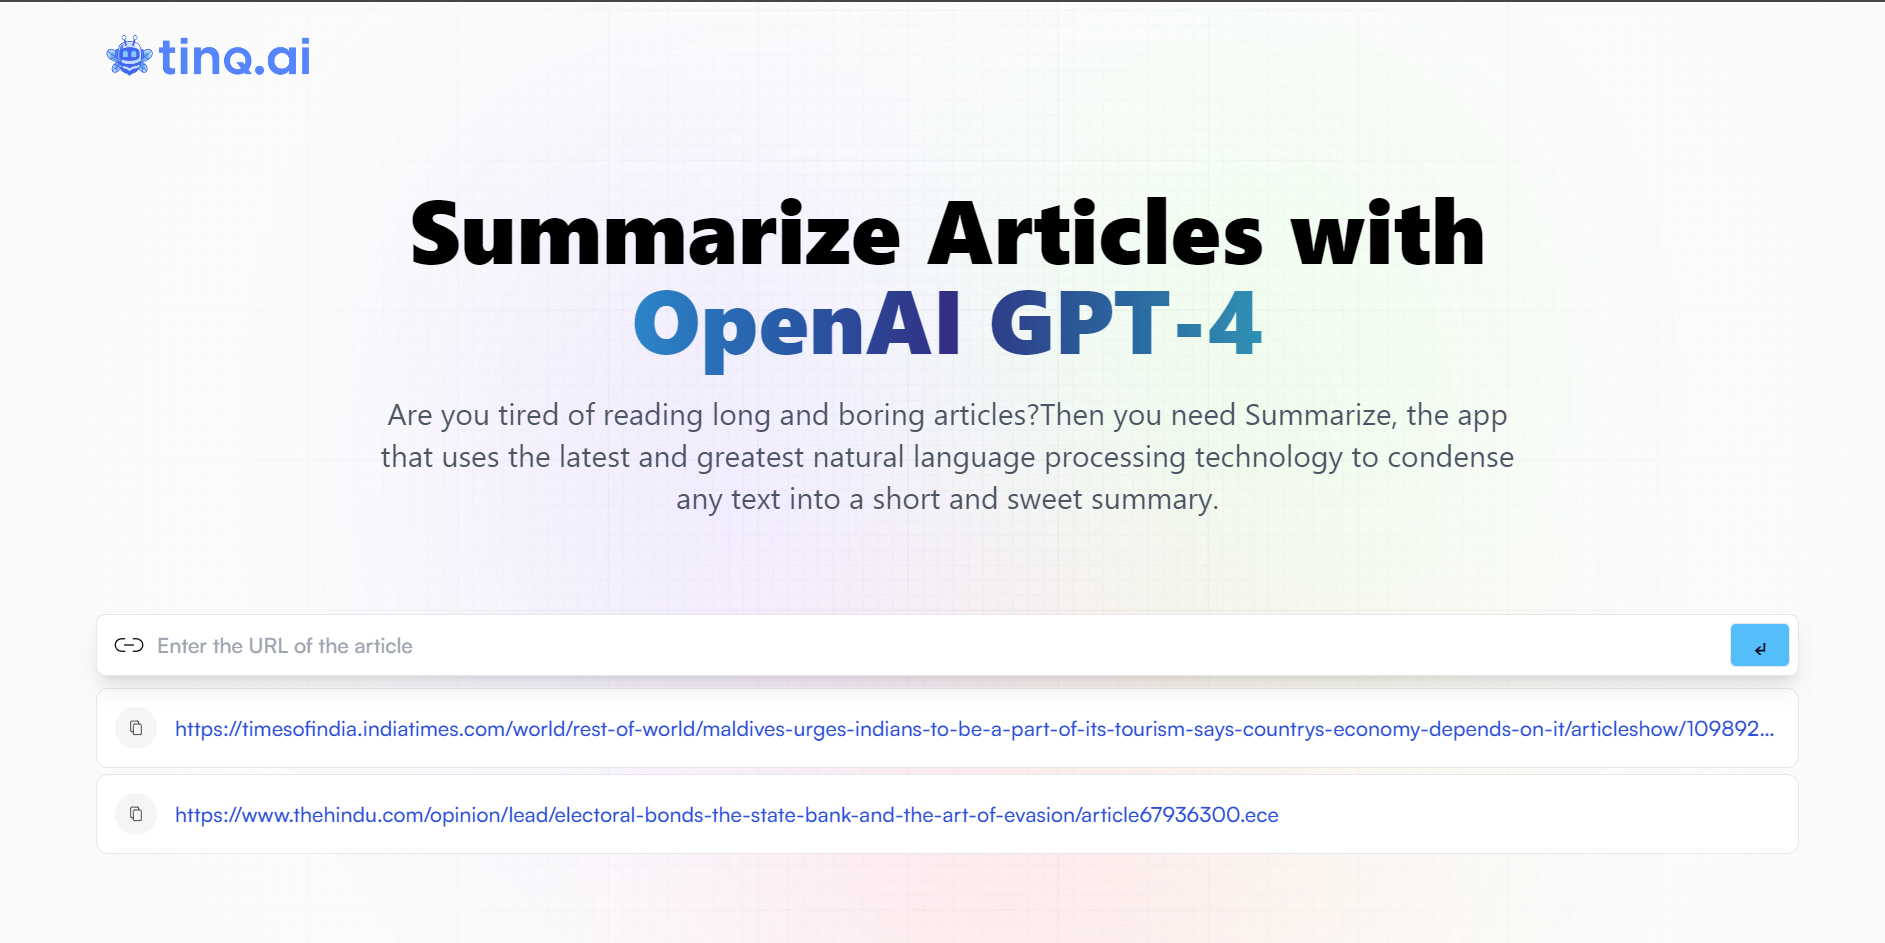 tinq.ai
Summarize Articles with
OpenAI GPT-4
Are you tired of reading long and boring articles?Then you need Summarize, the app
that uses the latest and greatest natural language processing technology to condense
any text into a short and sweet summary.
Enter the URL of the article
https://timesofindia.indiatimes.com/world/rest-of-world/maldives-urges-indians-to-be-a-part-of-its-tourism-says-countrys-economy-depends-on-it/articleshow/109892...
https://www.thehindu.com/opinion/lead/electoral-bonds-the-state-bank-and-the-art-of-evasion/article67936300.ece